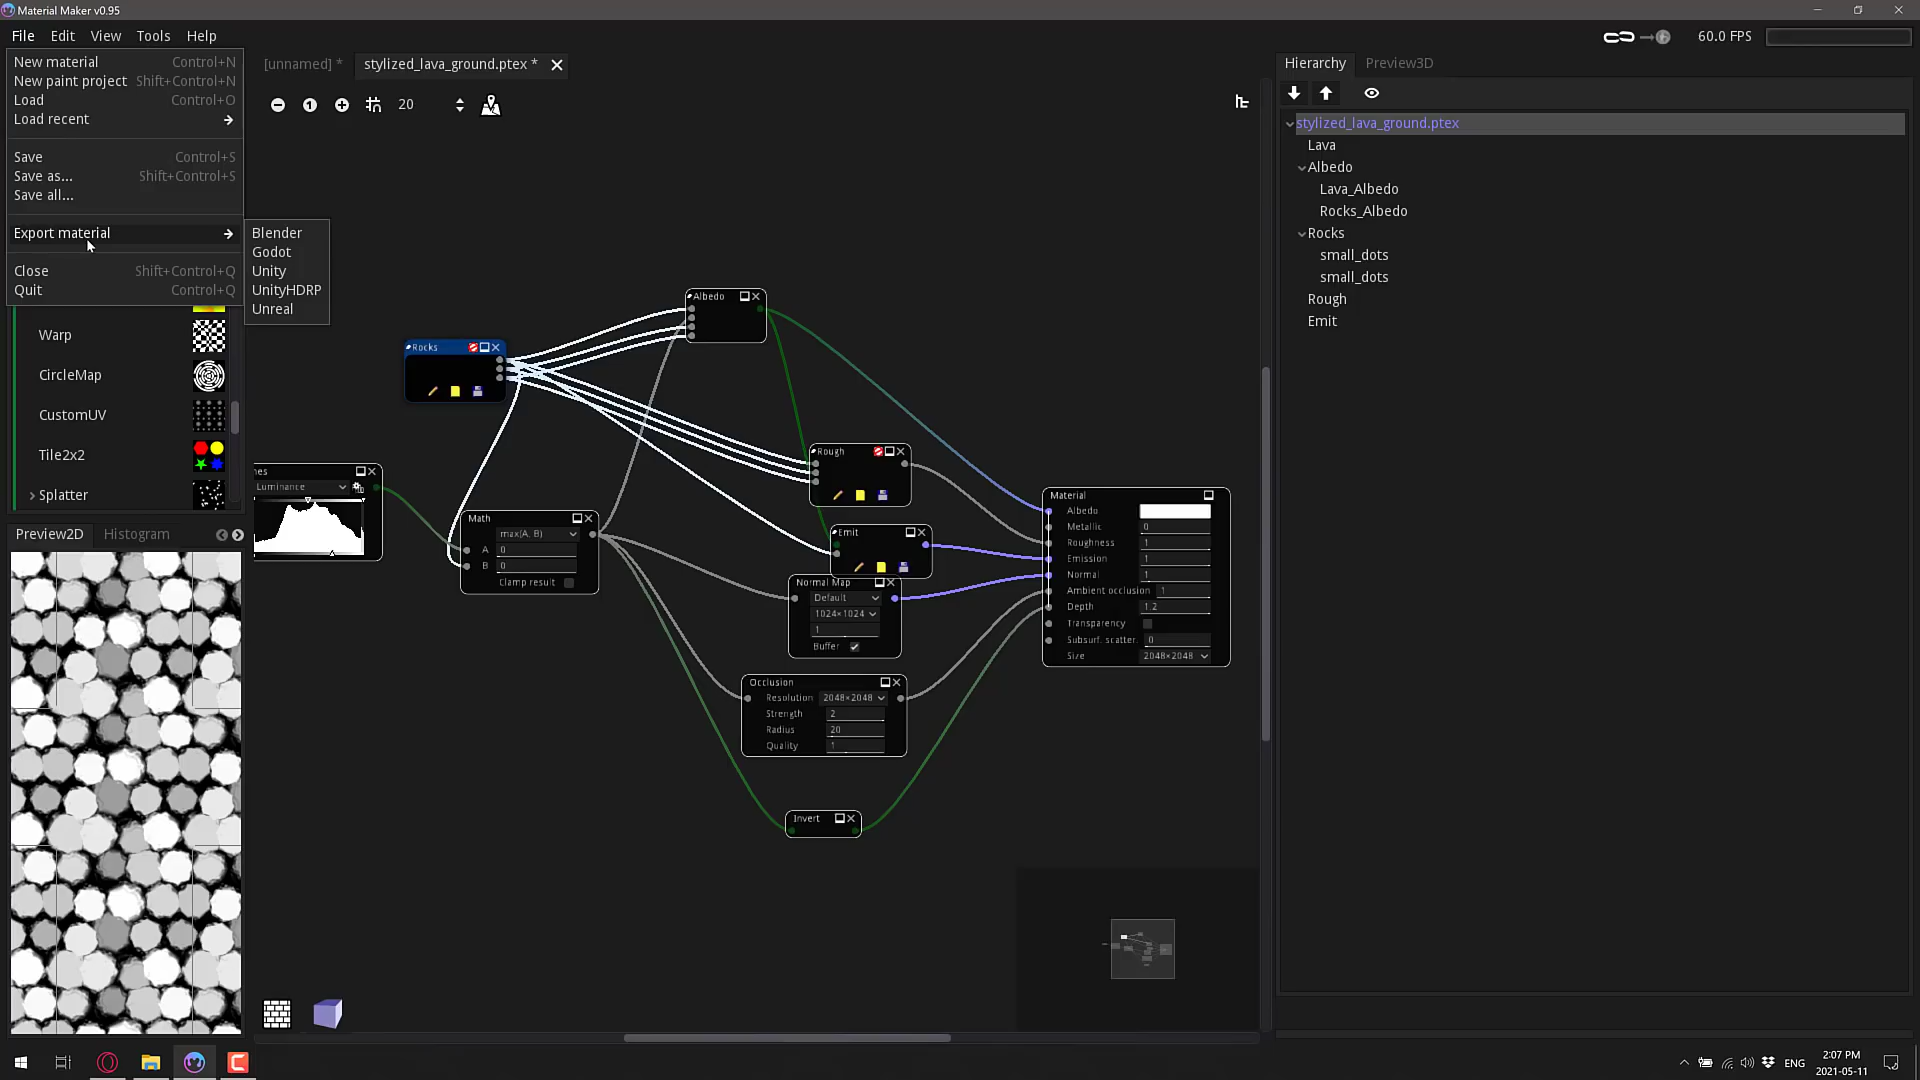 Material Maker v0.95
File Edit View Tools Help
60.0 FPS
New material Control+N
New paint project Shift+Control+N
Load Control+O
Load recent
Save Control+S
Save as... Shift+Control+S
Save all...
Export material
Close Shift+Control+Q
Quit Control+Q
Blender
Godot
Unity
UnityHDRP
Unreal
[unnamed] *
stylized_lava_ground.ptex *
1
20
Warp
CircleMap
CustomUV
Tile2x2
Splatter
Preview2D Histogram
nes
Luminance
Rocks
Albedo
Math
max(A, B)
A 0
B 0
Clamp result
Rough
Emit
Normal Map
Default
1024×1024
1
Buffer
Occlusion
Resolution 2048×2048
Strength 2
Radius 20
Quality 1
Invert
Material
Albedo
Metallic 0
Roughness 1
Emission 1
Normal 1
Ambient occlusion 1
Depth 1.2
Transparency
Subsurf. scatter. 0
Size 2048×2048
Hierarchy Preview3D
stylized_lava_ground.ptex
Lava
Albedo
Lava_Albedo
Rocks_Albedo
Rocks
small_dots
small_dots
Rough
Emit
ENG
2:07 PM
2021-05-11